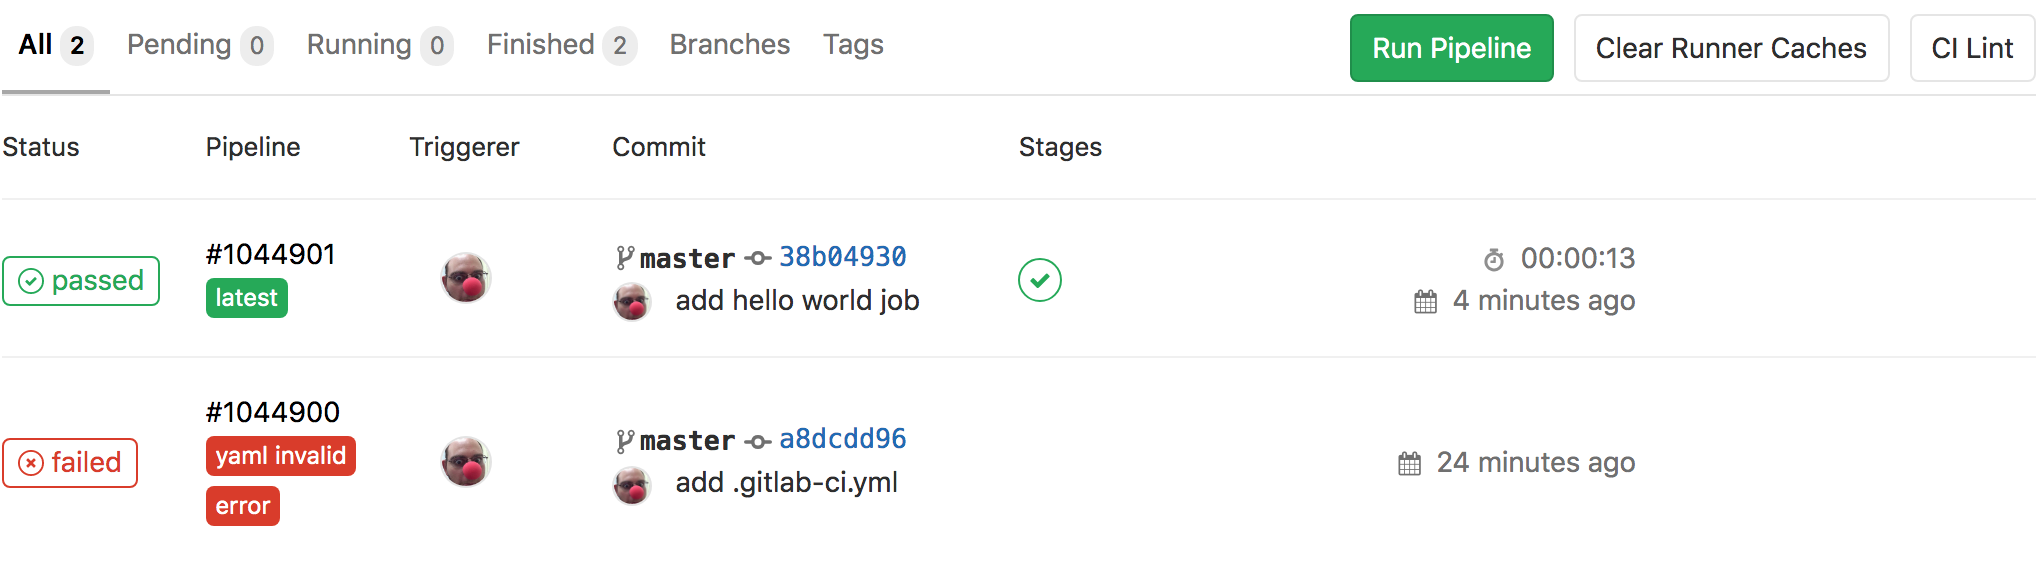 All 2 Pending 0 Running 0 Finished 2 Branches Tags Run Pipeline Clear Runner Caches CI Lint
Status Pipeline Triggerer Commit Stages
passed
#1044901
latest
master 38b04930
add hello world job
00:00:13
4 minutes ago
failed
#1044900
yaml invalid
error
master a8dcdd96
add .gitlab-ci.yml
24 minutes ago